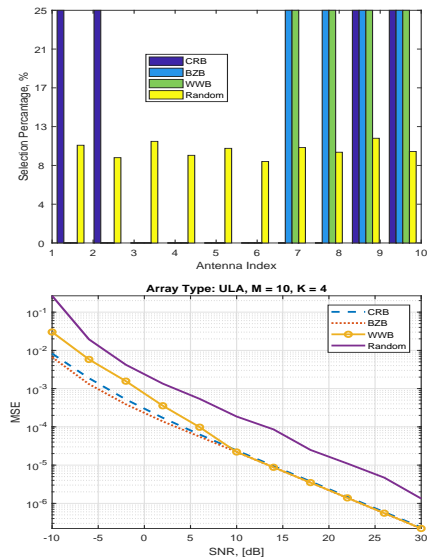 25
21
17
13
8
4
0
Selection Percentage, %
CRB
BZB
WWB
Random
1 2 3 4 5 6 7 8 9 10
Antenna Index
Array Type: ULA, M = 10, K = 4
10-1
10-2
10-3
10-4
10-5
10-6
MSE
CRB
BZB
WWB
Random
-10 -5 0 5 10 15 20 25 30
SNR, [dB]